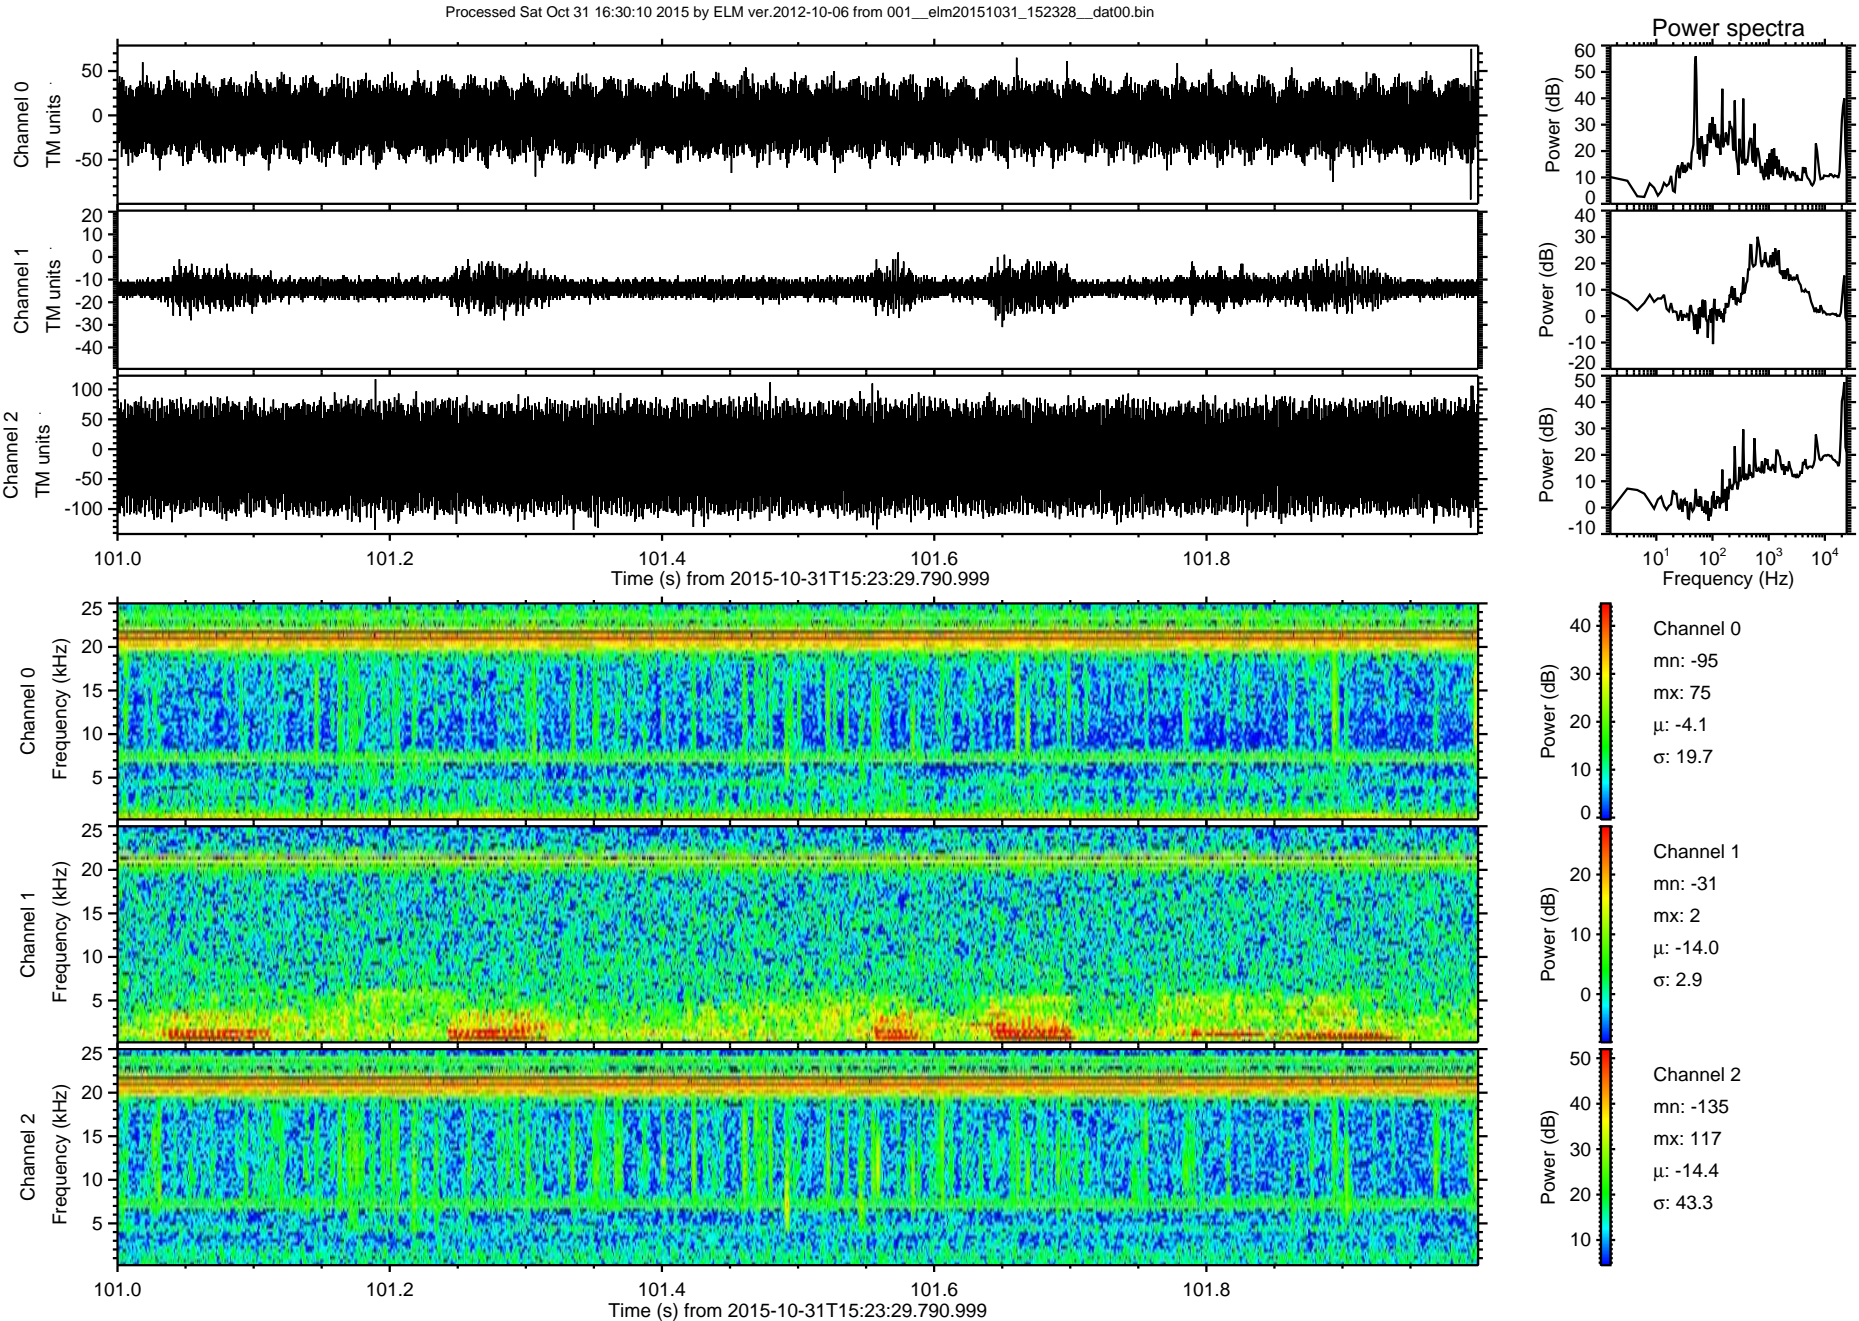 Processed Sat Oct 31 16:30:10 2015 by ELM ver.2012-10-06 from 001__elm20151031_152328__dat00.bin
Power spectra
Channel 0
TM units
50
0
-50
Power (dB)
60
50
40
30
20
10
0
Channel 1
TM units
20
10
0
-10
-20
-30
-40
Power (dB)
40
30
20
10
0
-10
-20
Channel 2
TM units
100
50
0
-50
-100
Power (dB)
50
40
30
20
10
0
-10
101.0 101.2 101.4 101.6 101.8
Time (s) from 2015-10-31T15:23:29.790.999
10¹ 10² 10³ 10⁴
Frequency (Hz)
Channel 0
Frequency (kHz)
25
20
15
10
5
Power (dB)
40
30
20
10
0
Channel 0
mn: -95
mx: 75
μ: -4.1
σ: 19.7
Channel 1
Frequency (kHz)
25
20
15
10
5
Power (dB)
20
10
0
Channel 1
mn: -31
mx: 2
μ: -14.0
σ: 2.9
Channel 2
Frequency (kHz)
25
20
15
10
5
Power (dB)
50
40
30
20
10
Channel 2
mn: -135
mx: 117
μ: -14.4
σ: 43.3
101.0 101.2 101.4 101.6 101.8
Time (s) from 2015-10-31T15:23:29.790.999